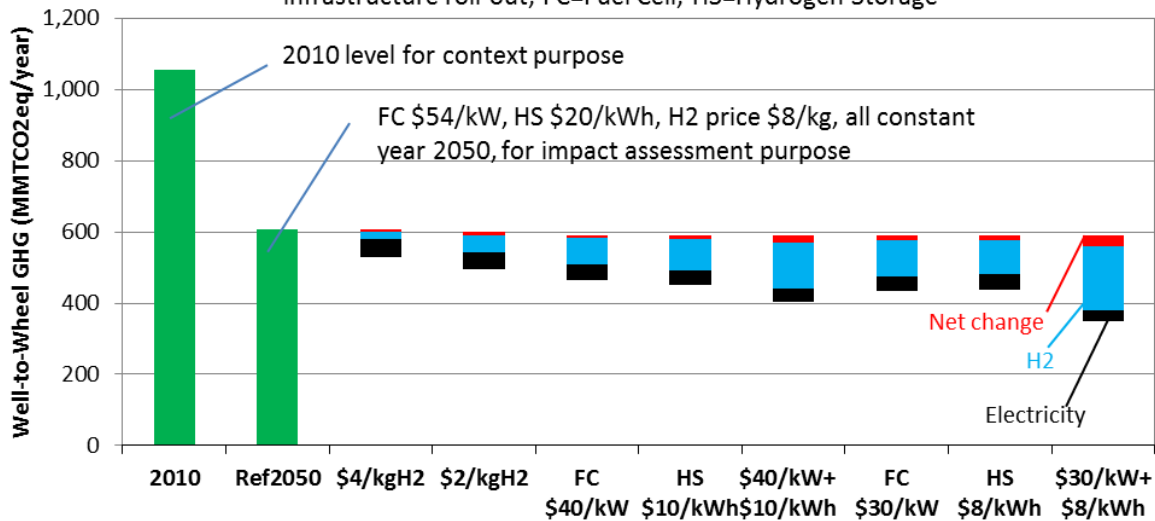 infrastructure roll-out; FC=Fuel Cell; HS=Hydrogen Storage
Well-to-Wheel GHG (MMTCO2eq/year)
1,200
1,000
800
600
400
200
0
2010 level for context purpose
FC $54/kW, HS $20/kWh, H2 price $8/kg, all constant
year 2050, for impact assessment purpose
Net change
H2
Electricity
2010
Ref2050
$4/kgH2
$2/kgH2
FC
$40/kW
HS
$10/kWh
$40/kW+
$10/kWh
FC
$30/kW
HS
$8/kWh
$30/kW+
$8/kWh